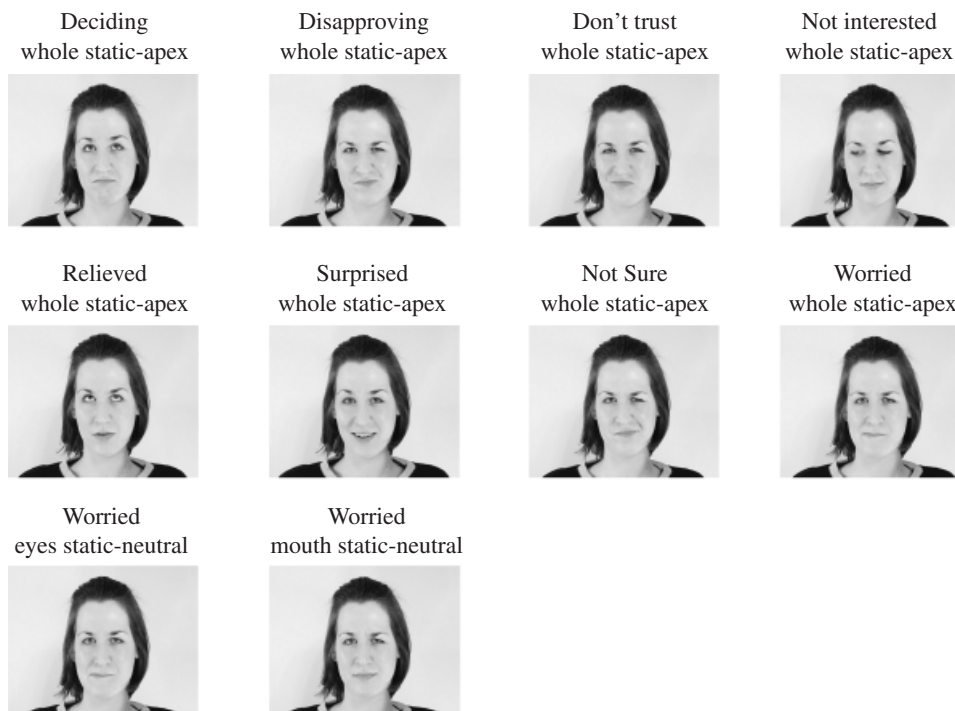 Deciding
whole static-apex
Disapproving
whole static-apex
Don't trust
whole static-apex
Not interested
whole static-apex
Relieved
whole static-apex
Surprised
whole static-apex
Not Sure
whole static-apex
Worried
whole static-apex
Worried
eyes static-neutral
Worried
mouth static-neutral